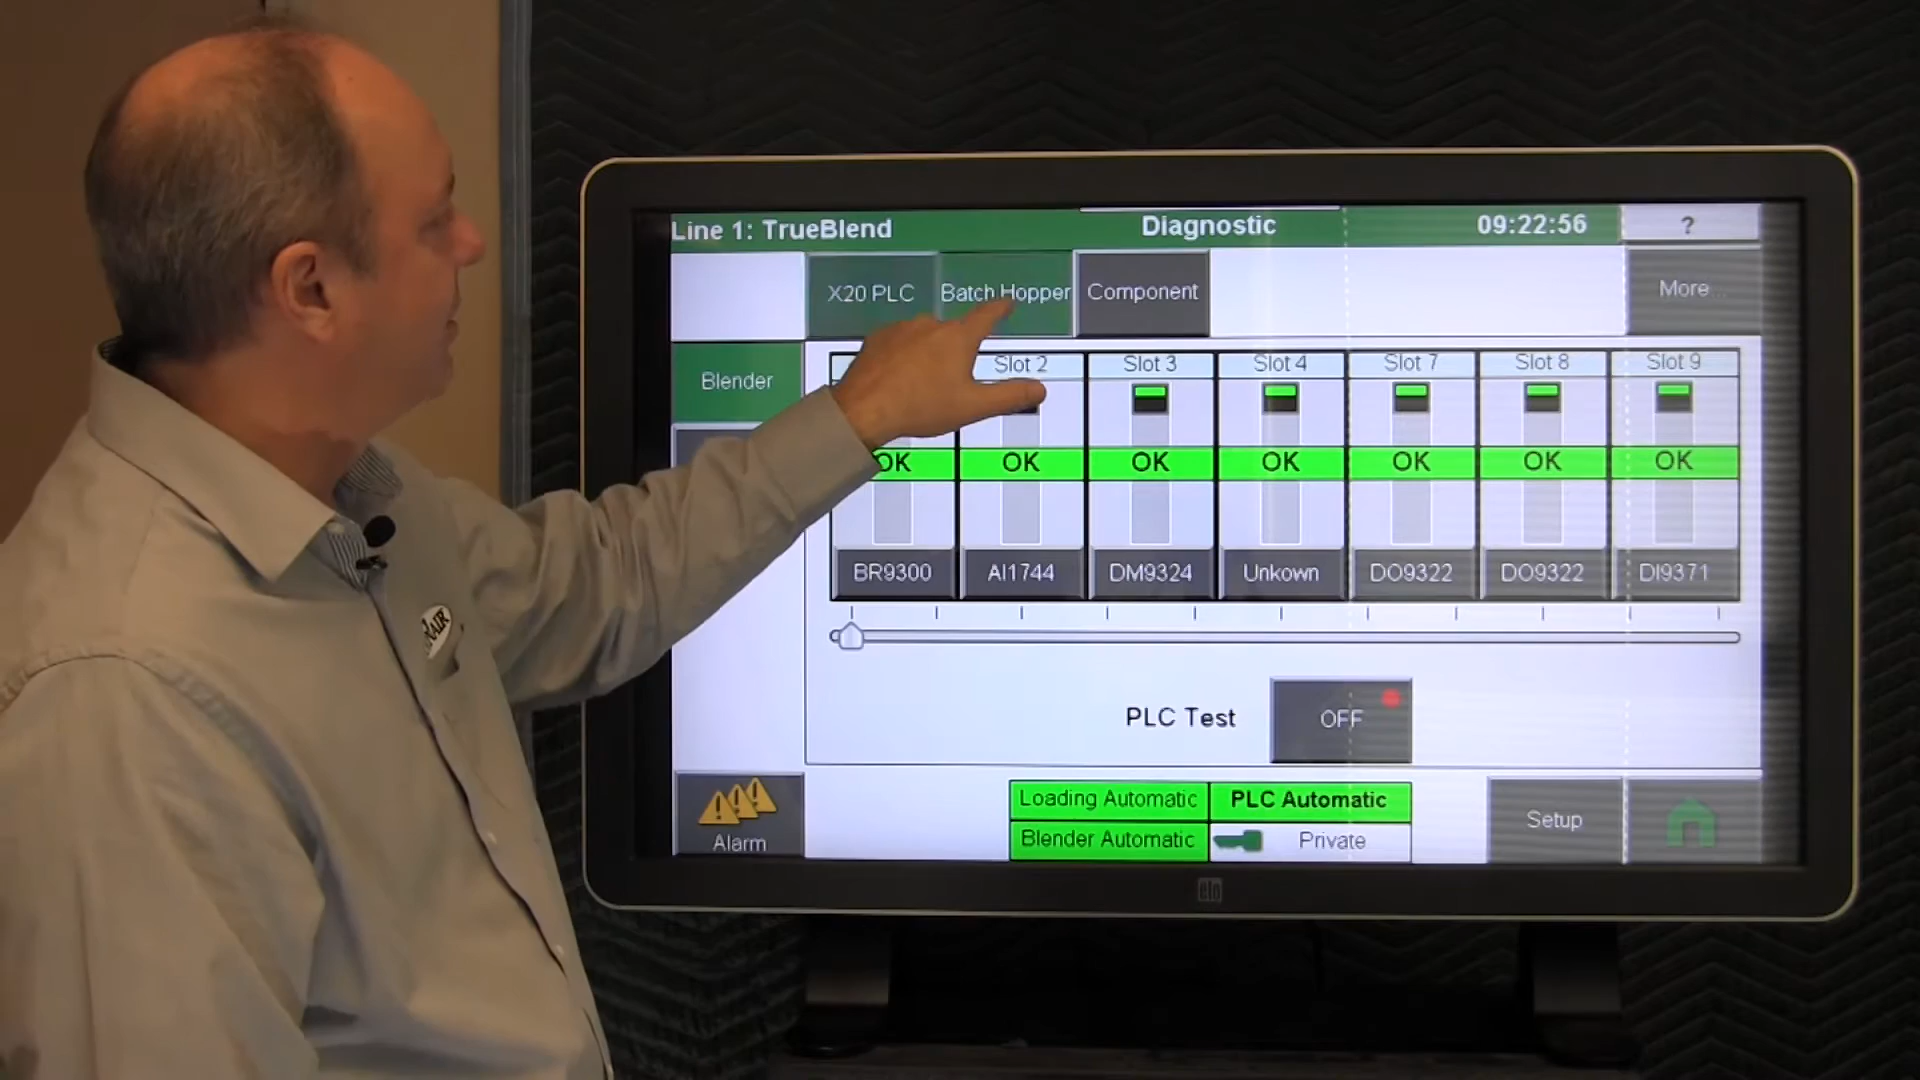 Line 1: TrueBlend Diagnostic 09:22:56 ?
X20 PLC Batch Hopper Component More...
Blender
Slot 2 Slot 3 Slot 4 Slot 7 Slot 8 Slot 9
OK OK OK OK OK OK OK
BR9300 AI1744 DM9324 Unkown DO9322 DO9322 DI9371
PLC Test OFF
Loading Automatic PLC Automatic
Blender Automatic Private
Alarm
Setup
elo